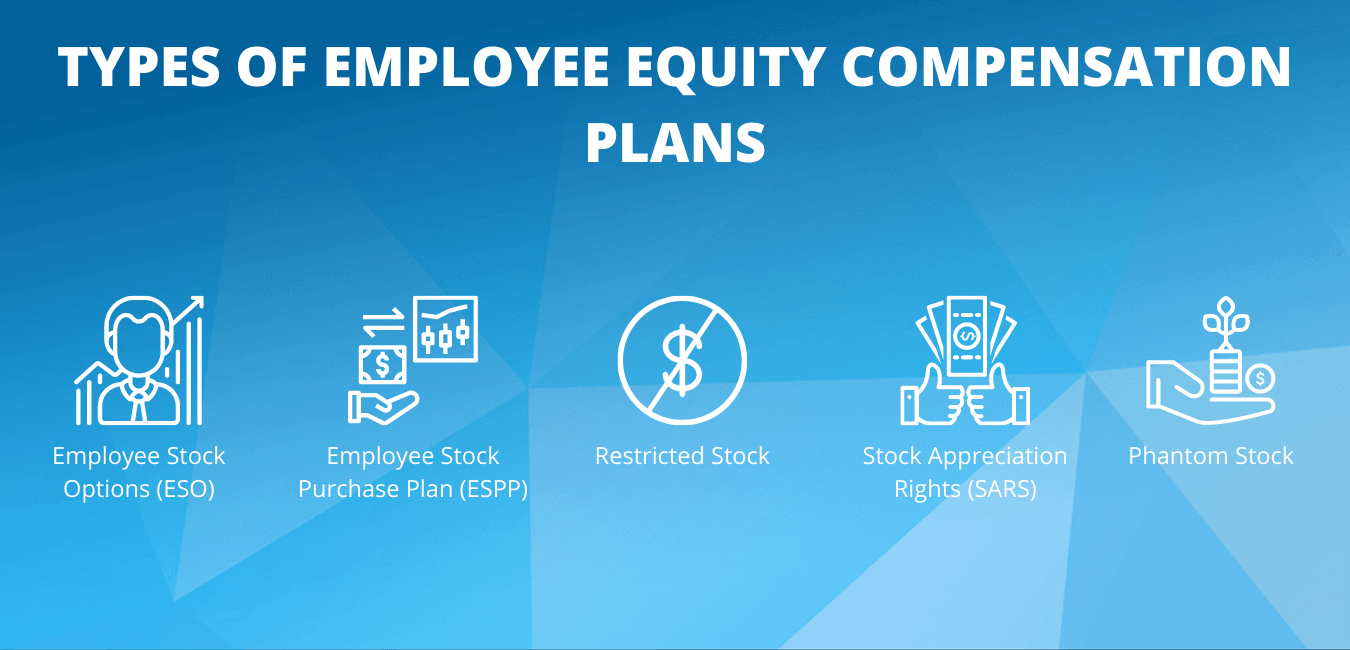 TYPES OF EMPLOYEE EQUITY COMPENSATION
PLANS
Employee Stock
Options (ESO)
Employee Stock
Purchase Plan (ESPP)
Restricted Stock
Stock Appreciation
Rights (SARS)
Phantom Stock